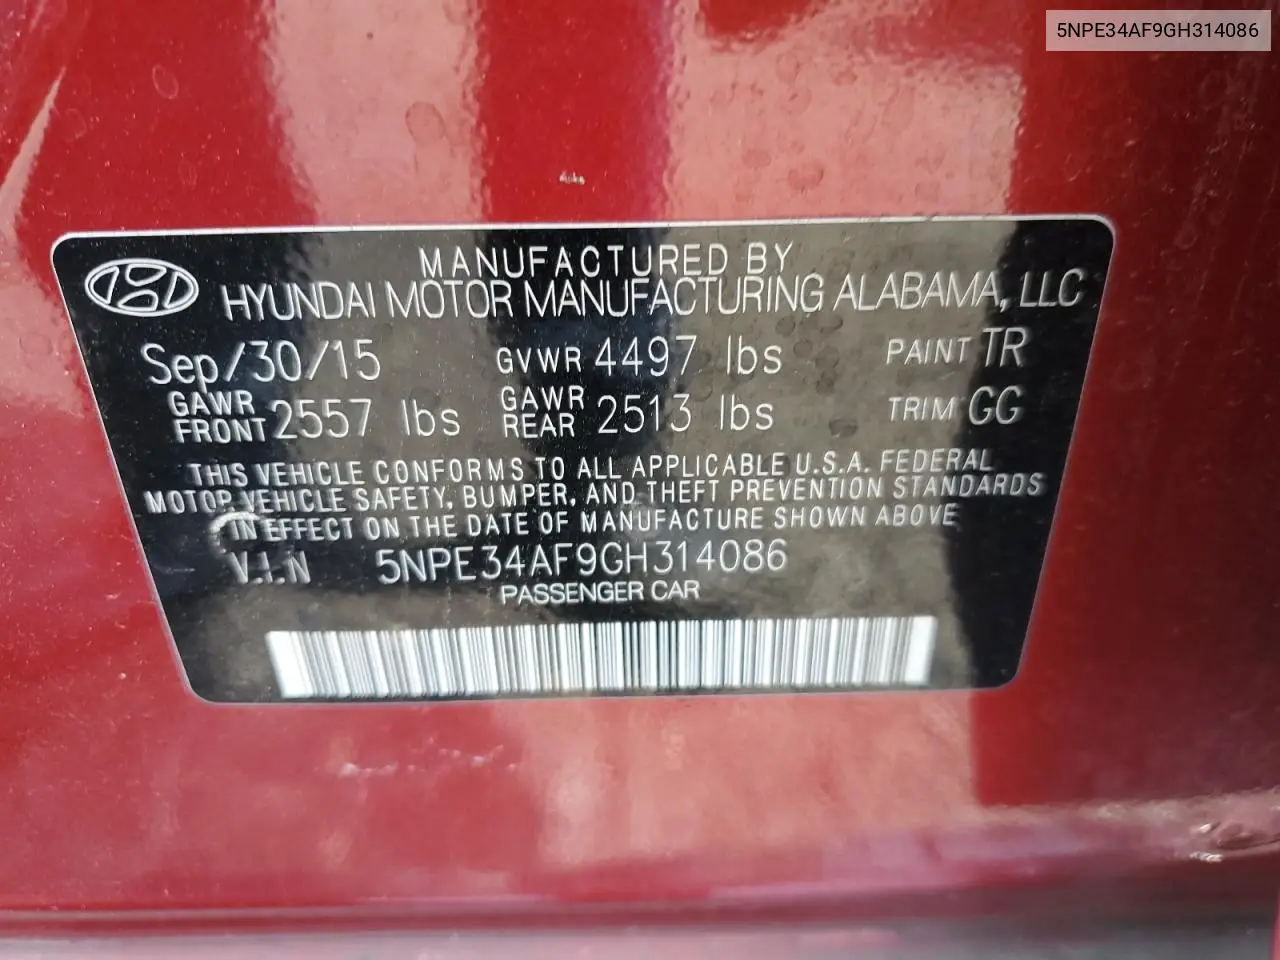 5NPE34AF9GH314086
MANUFACTURED BY
HYUNDAI MOTOR MANUFACTURING ALABAMA, LLC
Sep/30/15 GVWR 4497 lbs PAINT TR
GAWR FRONT 2557 lbs GAWR REAR 2513 lbs TRIM GG
THIS VEHICLE CONFORMS TO ALL APPLICABLE U.S.A. FEDERAL
MOTOR VEHICLE SAFETY, BUMPER, AND THEFT PREVENTION STANDARDS
IN EFFECT ON THE DATE OF MANUFACTURE SHOWN ABOVE
V.I.N 5NPE34AF9GH314086
PASSENGER CAR